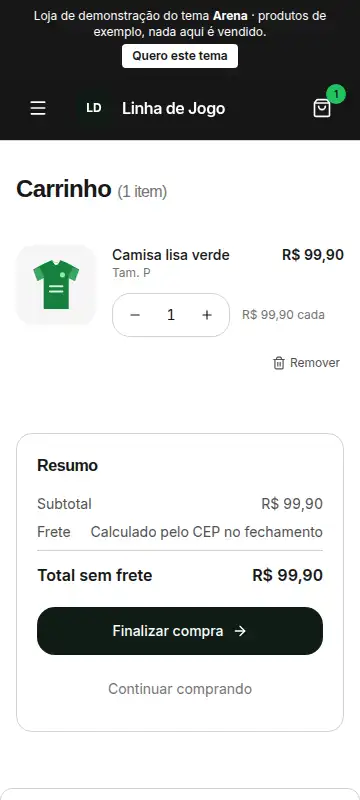 Loja de demonstração do tema Arena · produtos de
exemplo, nada aqui é vendido.
Quero este tema
LD Linha de Jogo 1
Carrinho (1 item)
Camisa lisa verde R$ 99,90
Tam. P
− 1 + R$ 99,90 cada
Remover
Resumo
Subtotal R$ 99,90
Frete Calculado pelo CEP no fechamento
Total sem frete R$ 99,90
Finalizar compra →
Continuar comprando